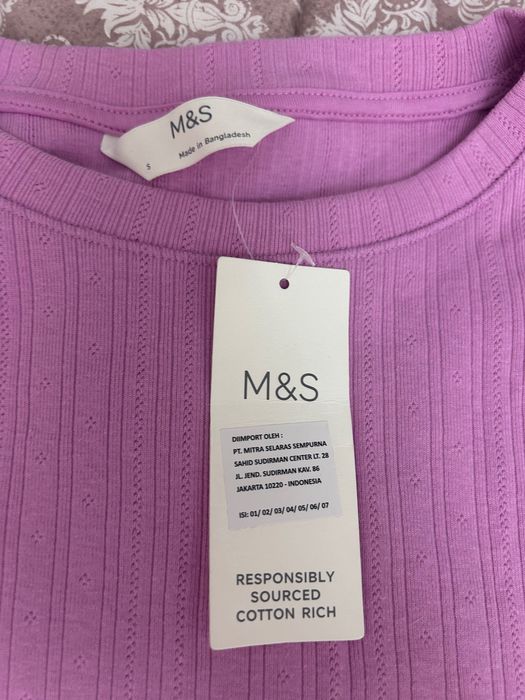 M&S
S
Made in Bangladesh
M&S
DIIMPORT OLEH :
PT. MITRA SELARAS SEMPURNA
SAHID SUDIRMAN CENTER LT. 28
JL. JEND. SUDIRMAN KAV. 86
JAKARTA 10220 - INDONESIA
ISI: 01/ 02/ 03/ 04/ 05/ 06/ 07
RESPONSIBLY
SOURCED
COTTON RICH